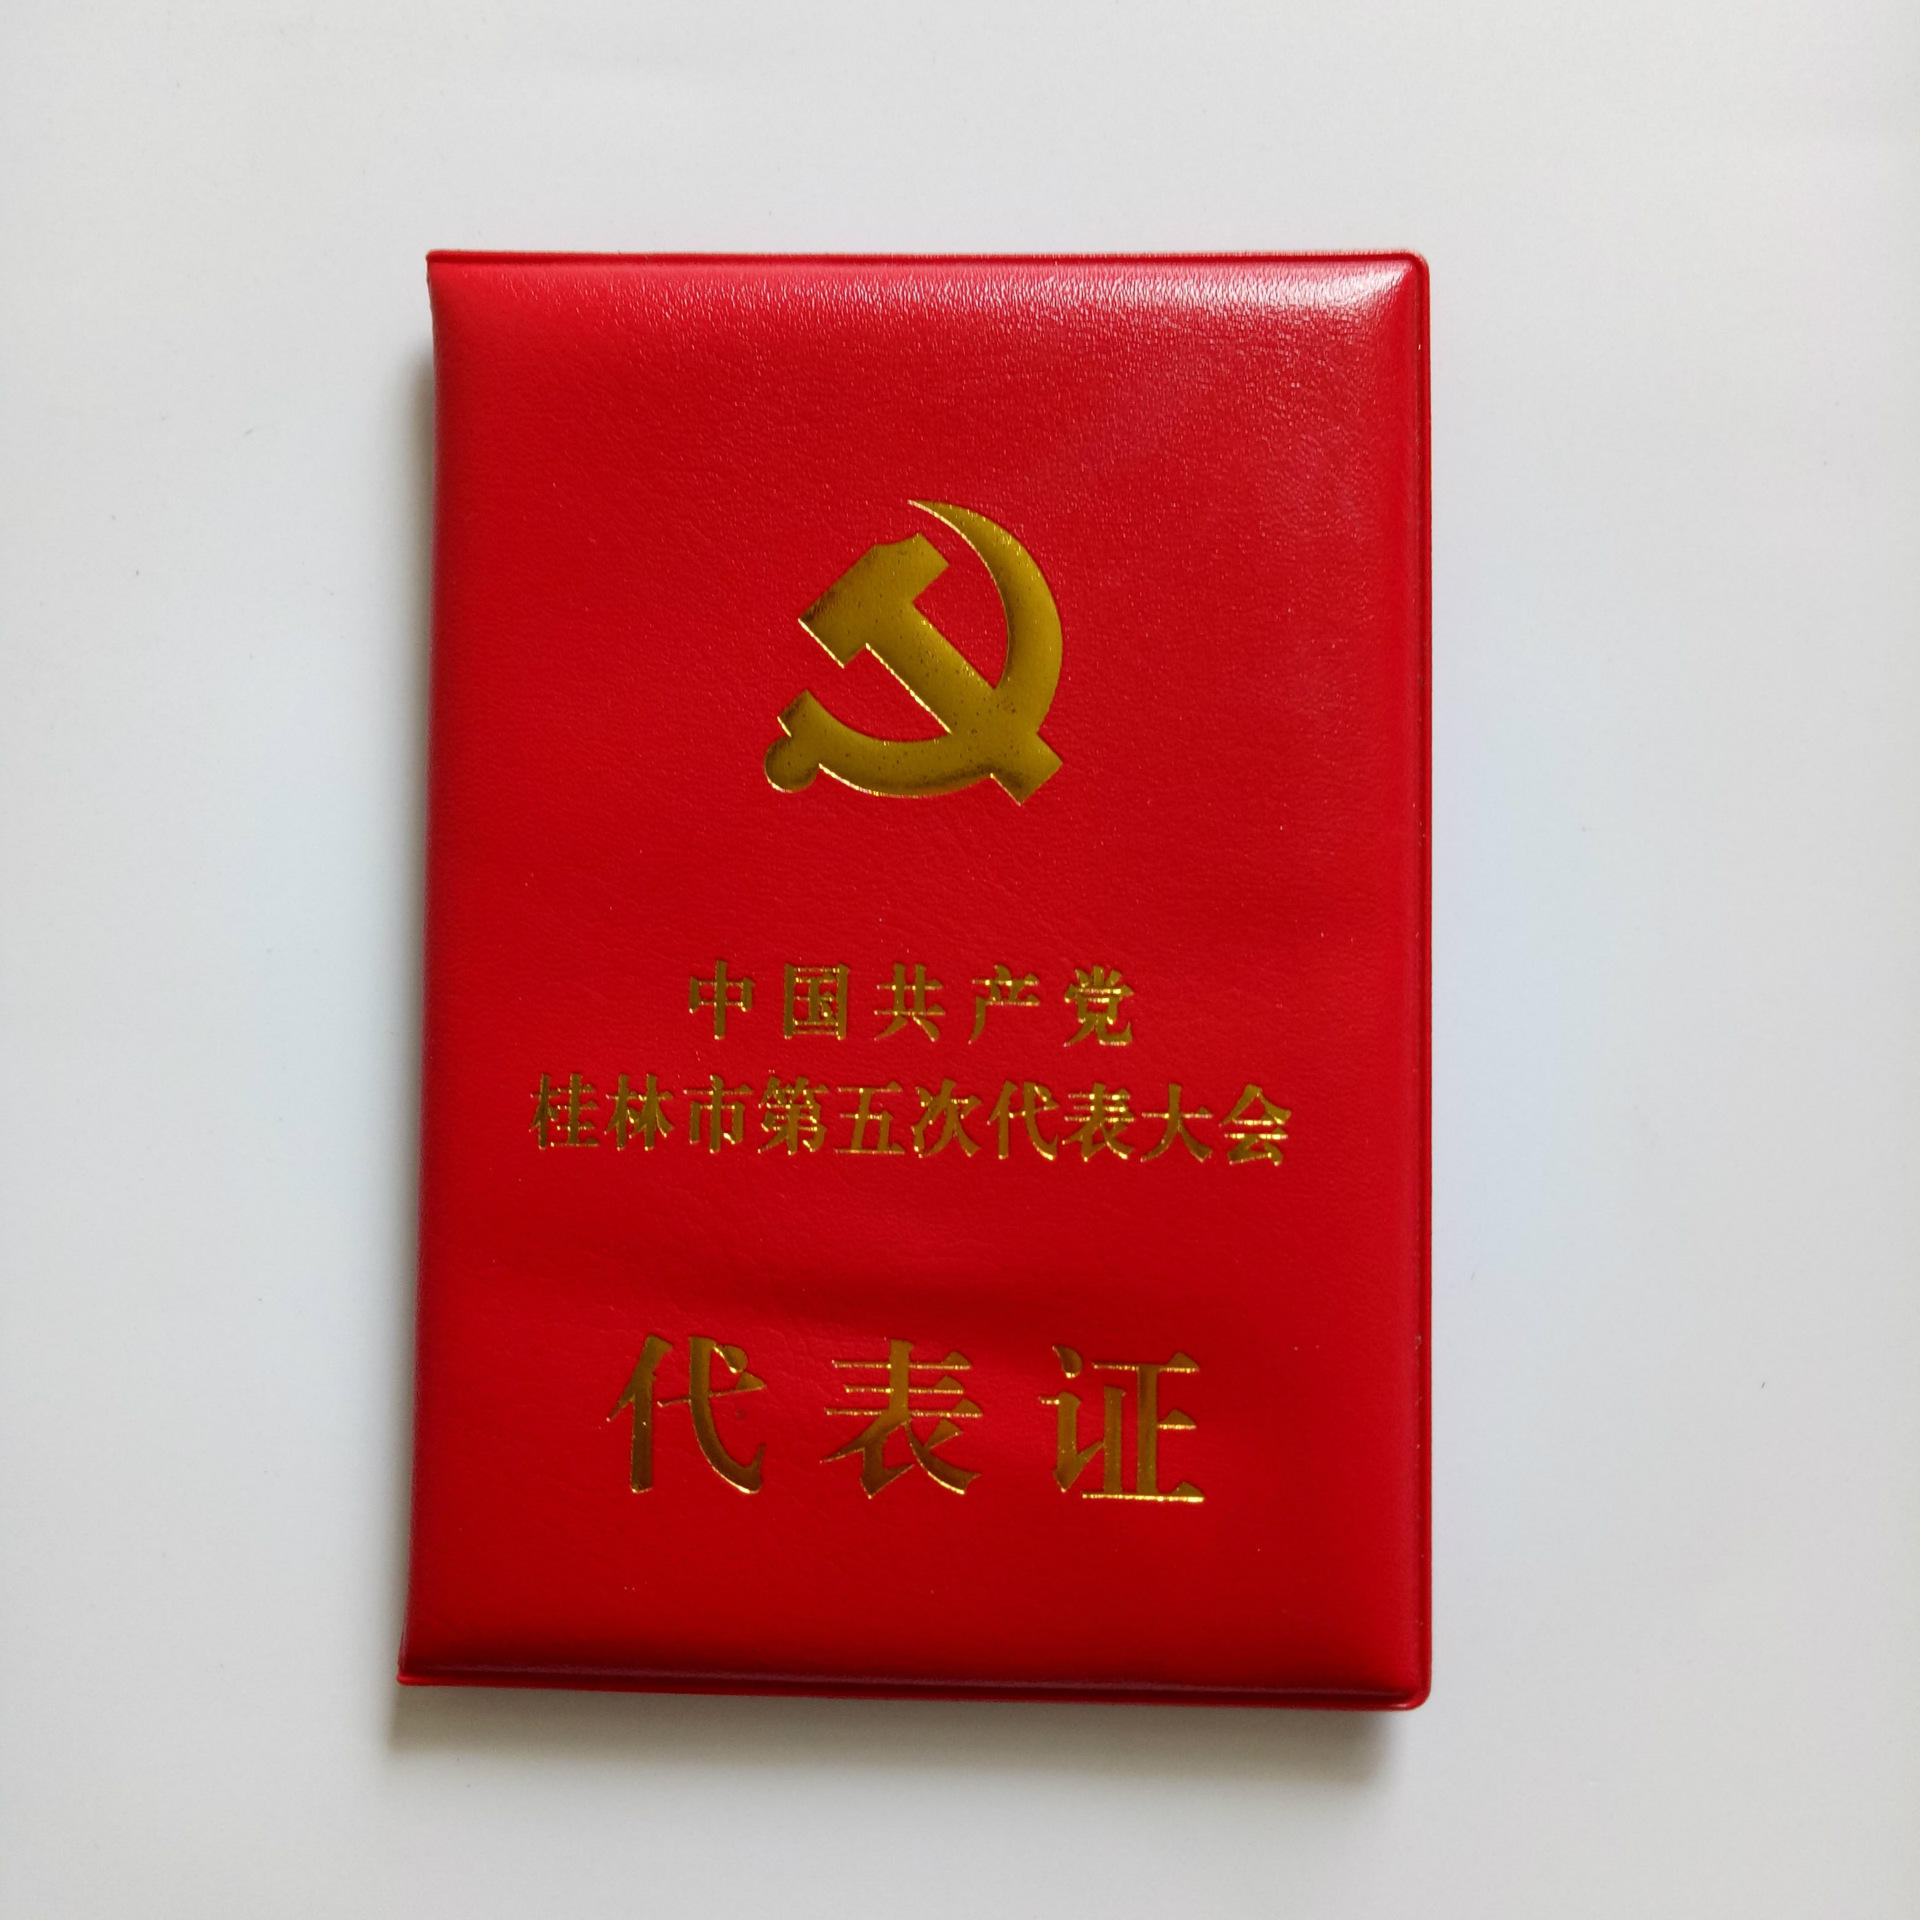 中国共产党
桂林市第五次代表大会
代表证